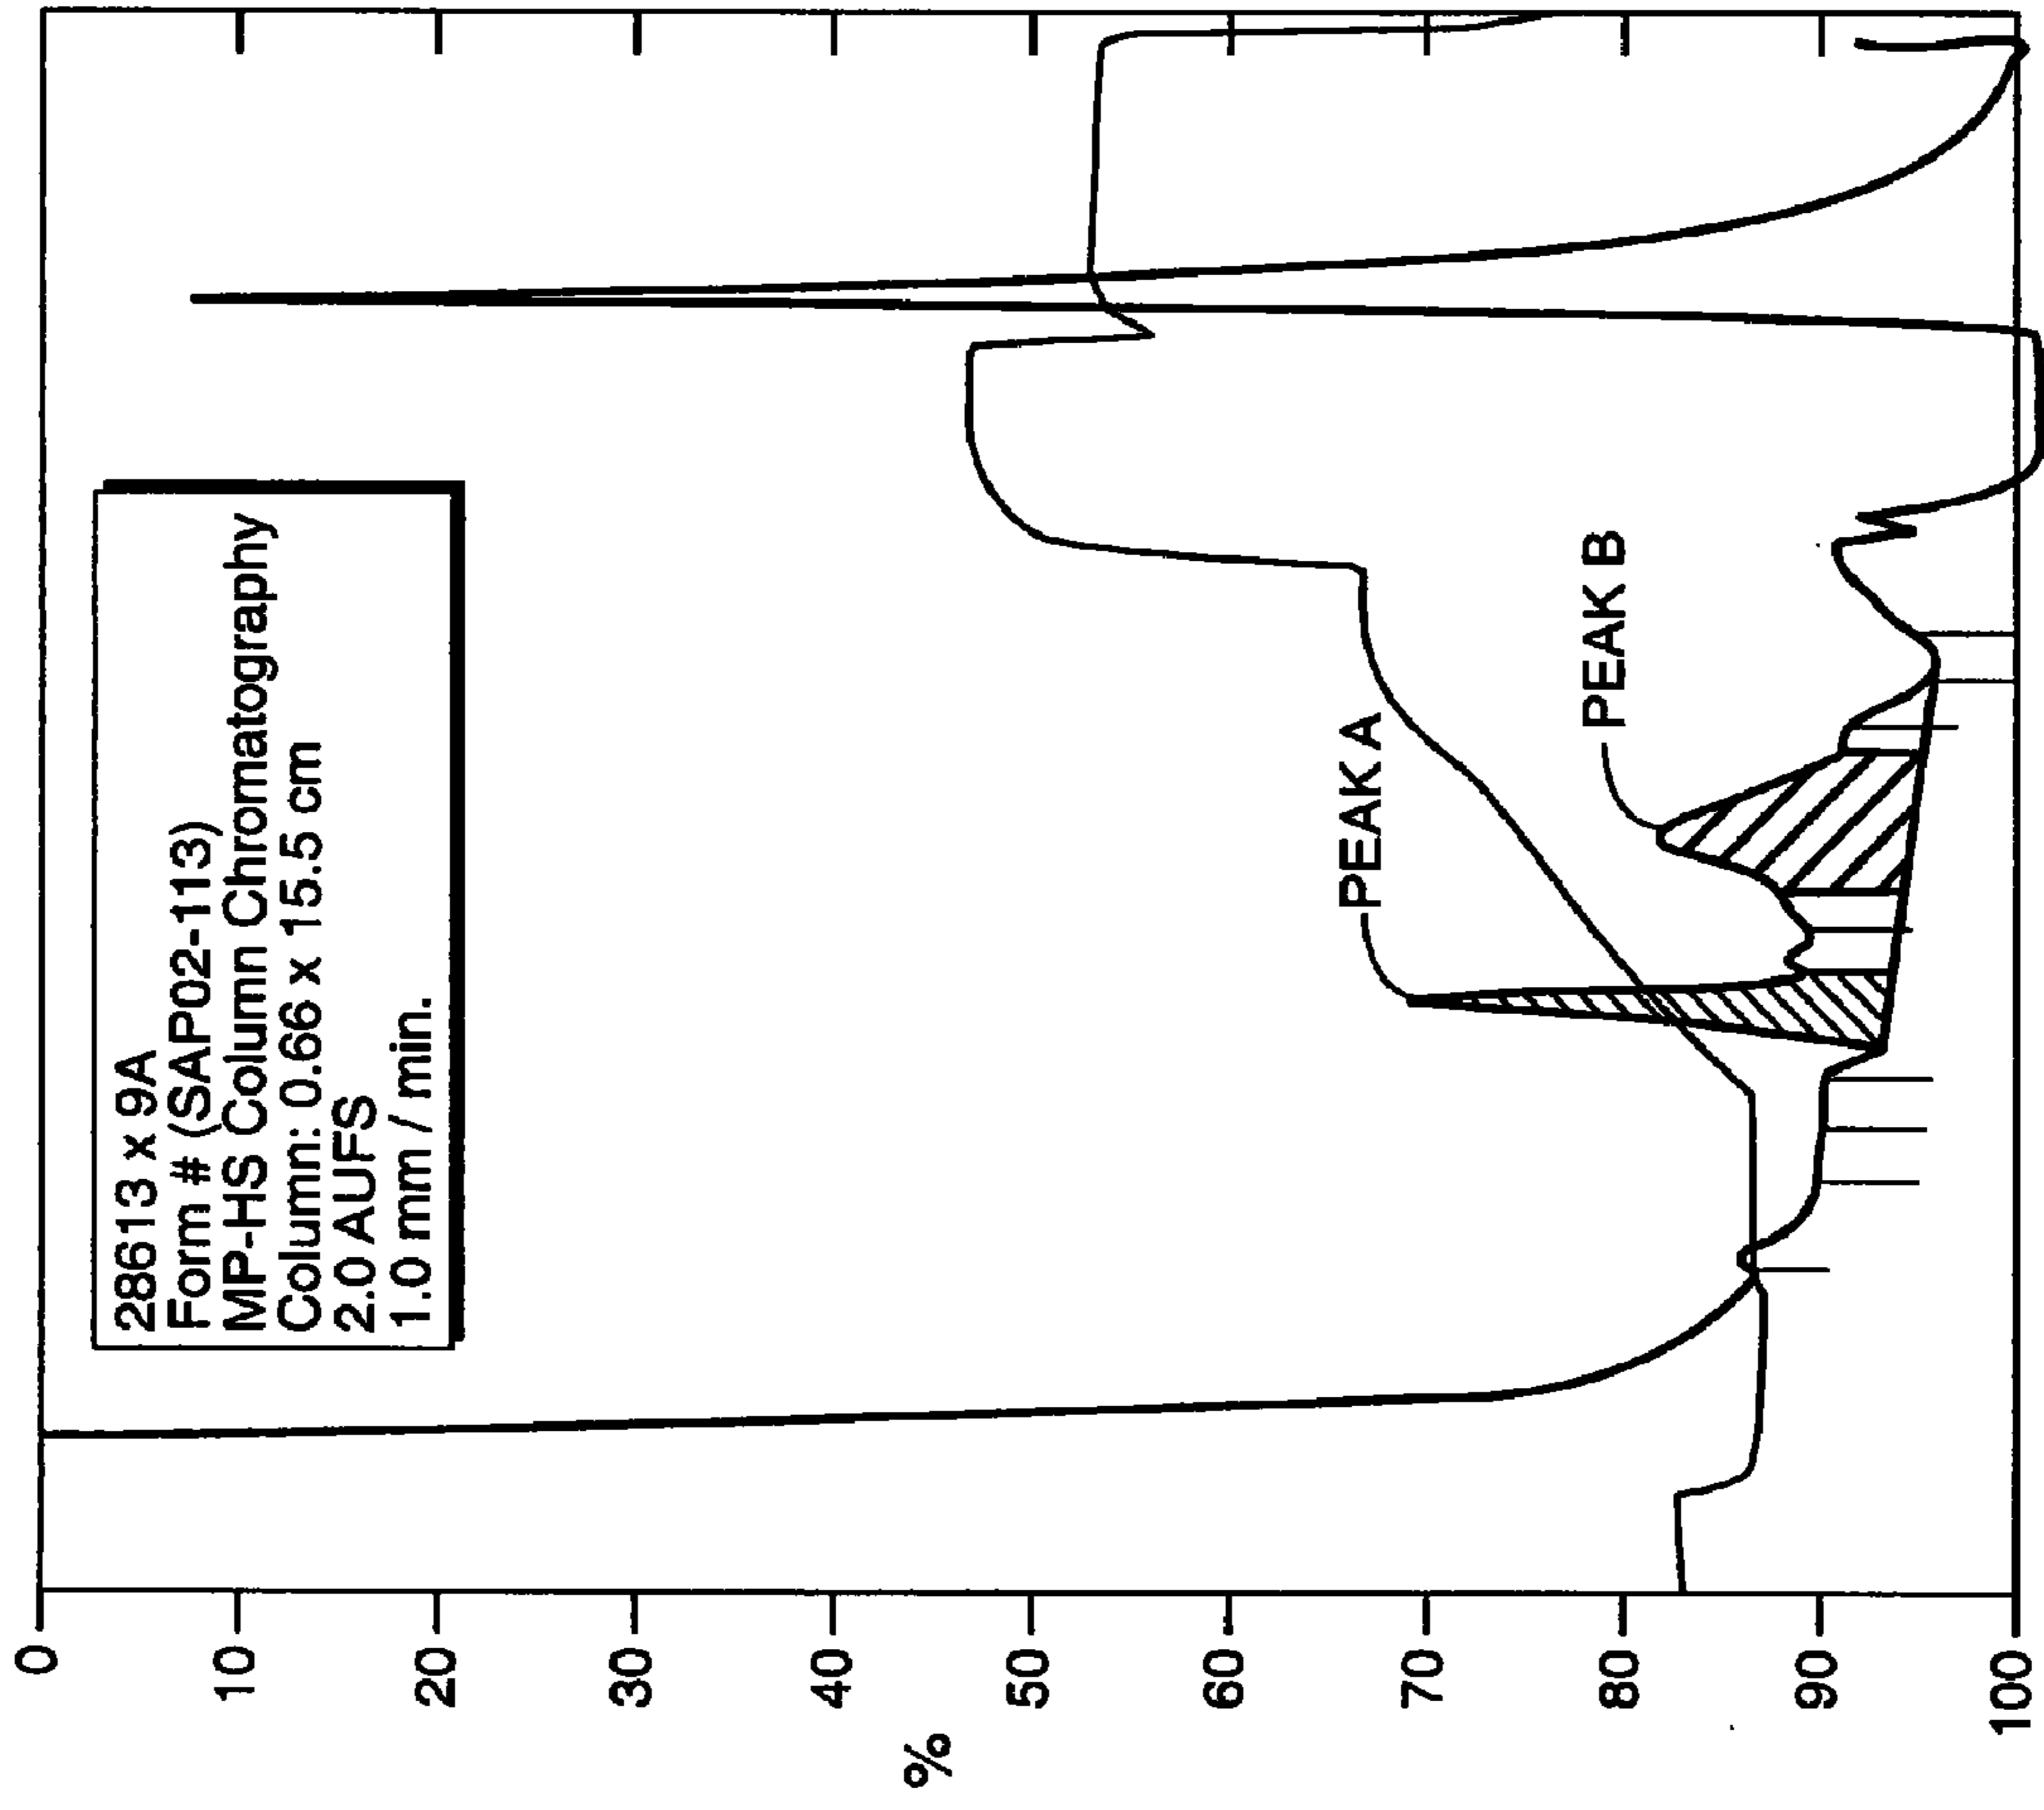 28613 x 9A
Form # (SAP02-113)
MP-HS Column Chromatography
Column: 0.66 x 15.5 cm
2.0 AUFS
1.0 mm / min.
PEAK A
PEAK B
%
0
10
20
30
40
50
60
70
80
90
100